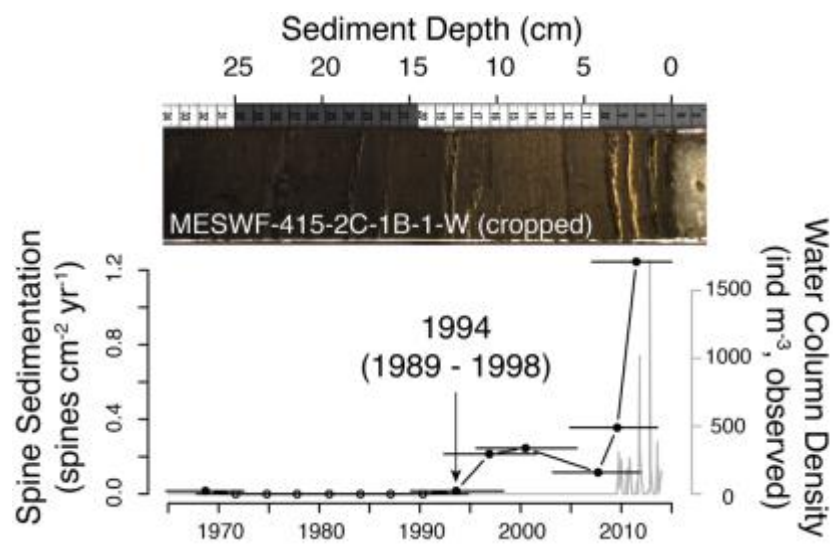 Sediment Depth (cm)
25 20 15 10 5 0
MESWF-415-2C-1B-1-W (cropped)
Spine Sedimentation
(spines cm⁻² yr⁻¹)
1.2
0.8
0.4
0.0
1994
(1989 - 1998)
1500
1000
500
0
Water Column Density
(ind m⁻³, observed)
1970 1980 1990 2000 2010